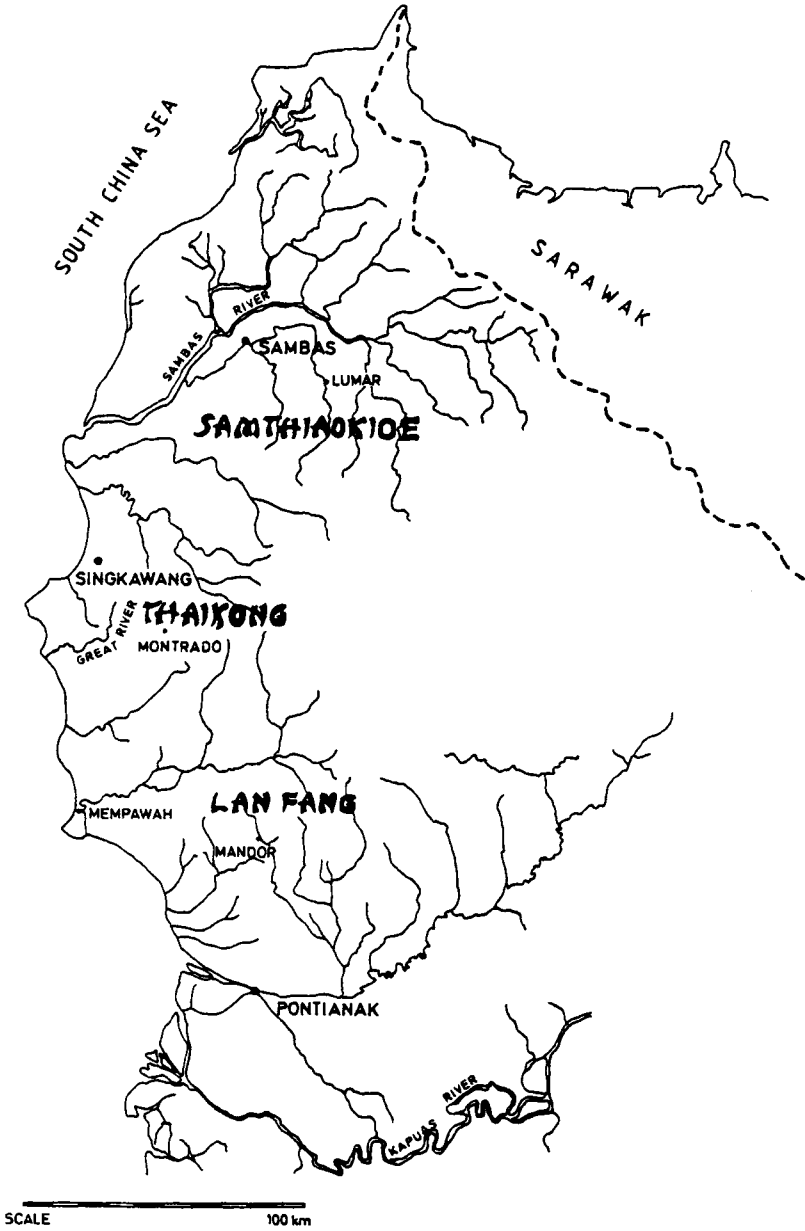 SOUTH CHINA SEA
SARAWAK
SAMBAS RIVER
SAMBAS
LUMAR
SAMTHIAOKIOE
SINGKAWANG
THAIKONG
GREAT RIVER
MONTRADO
LAN FANG
MEMPAWAH
MANDOR
PONTIANAK
KAPUAS RIVER
SCALE 100 km